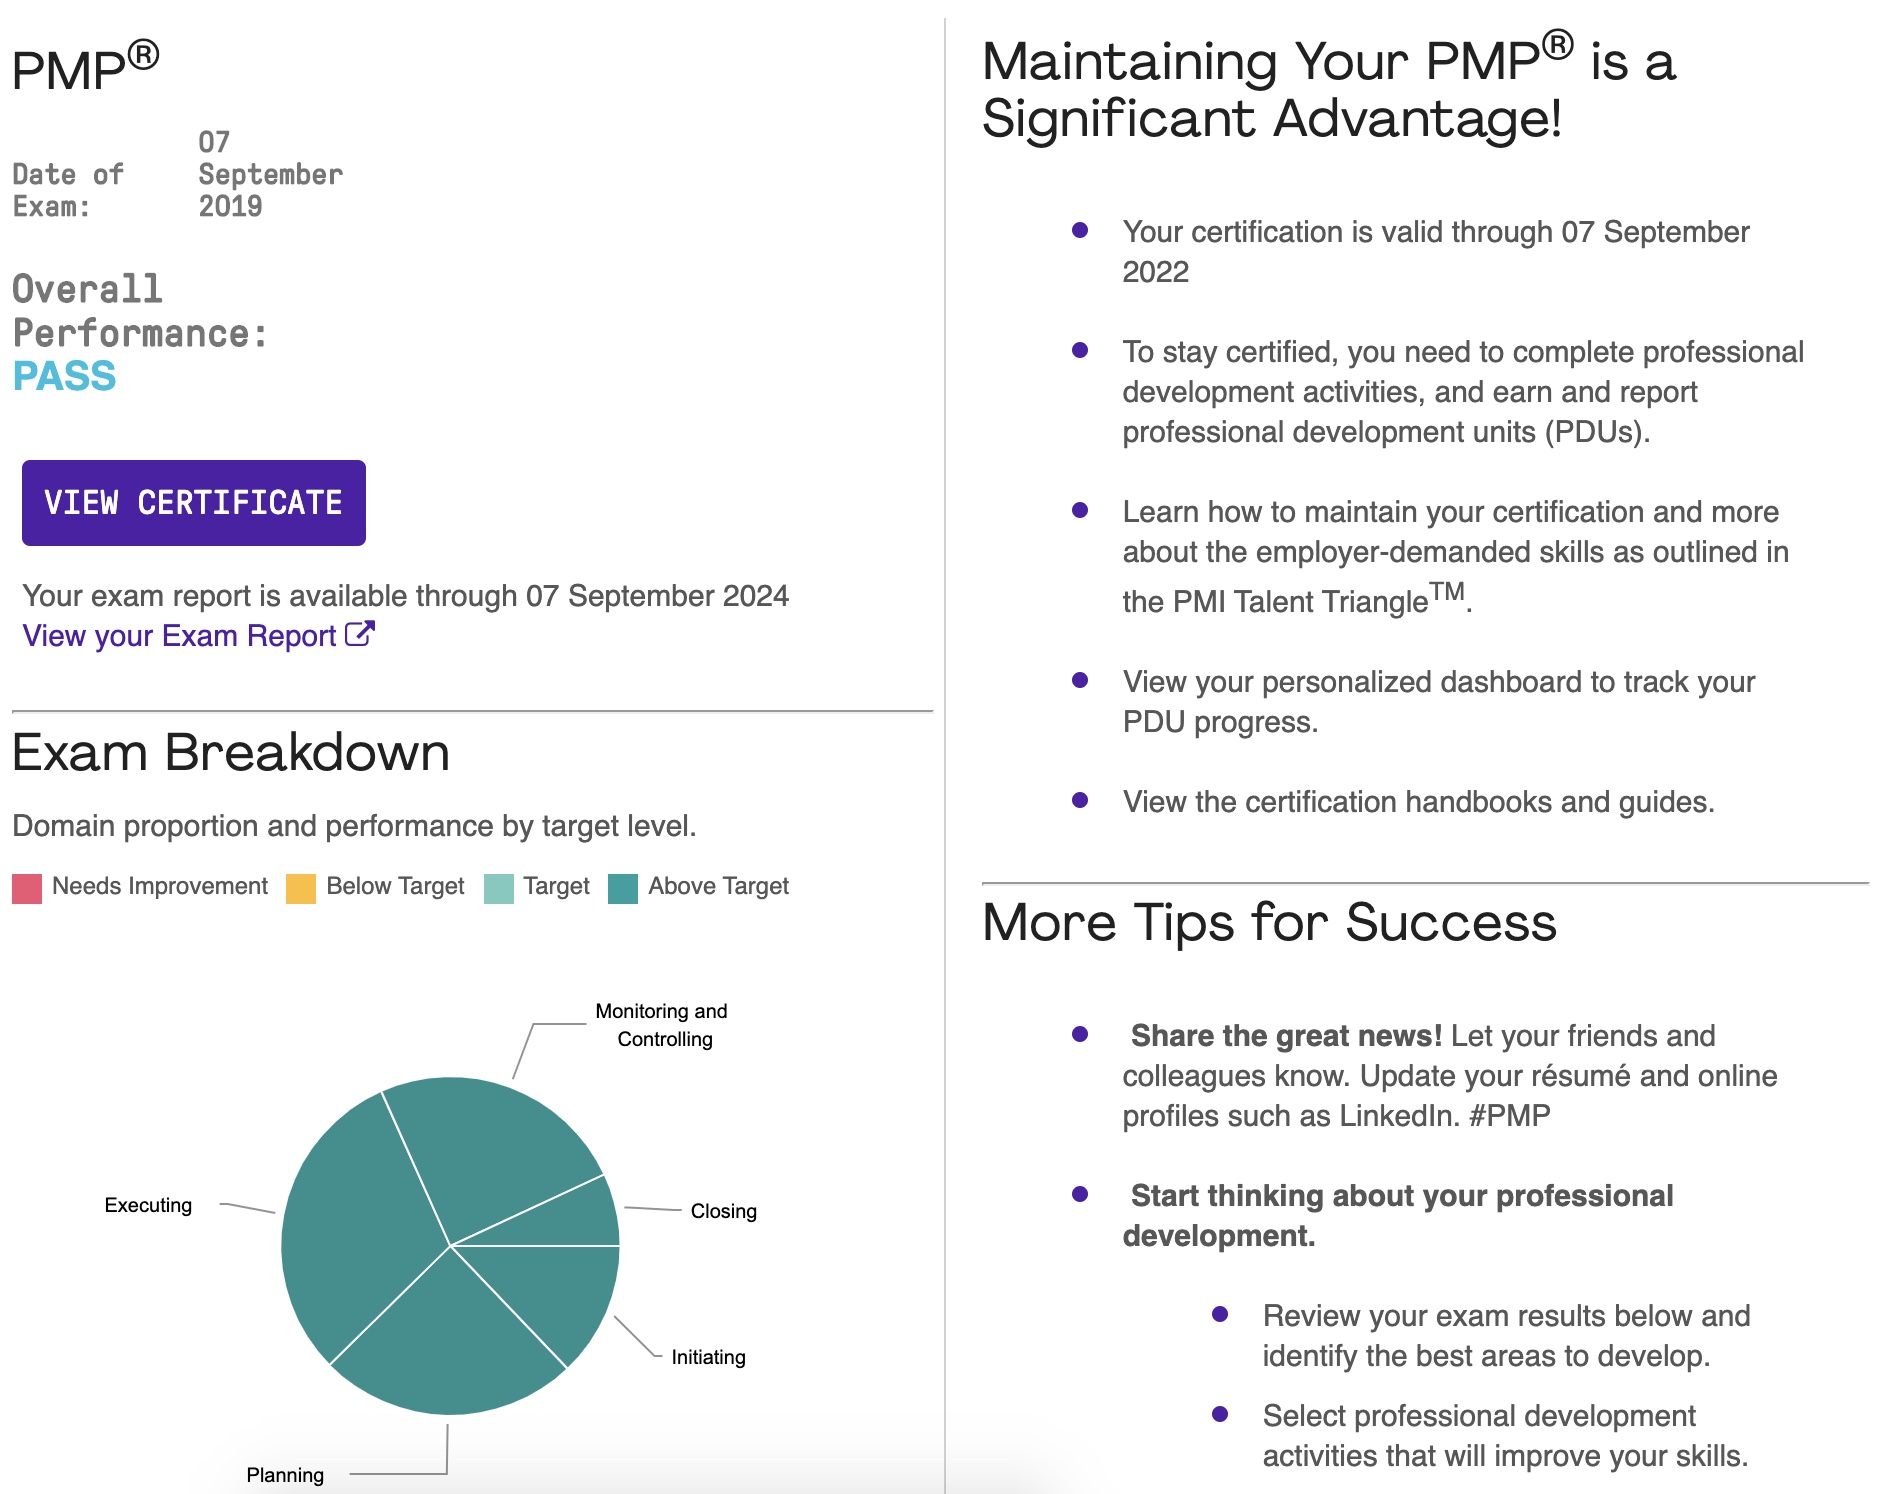 PMP®
07
Date of September
Exam: 2019
Overall
Performance:
PASS
VIEW CERTIFICATE
Your exam report is available through 07 September 2024
View your Exam Report
Exam Breakdown
Domain proportion and performance by target level.
Needs Improvement Below Target Target Above Target
Monitoring and
Controlling
Executing
Closing
Initiating
Planning
Maintaining Your PMP® is a
Significant Advantage!
Your certification is valid through 07 September
2022
To stay certified, you need to complete professional
development activities, and earn and report
professional development units (PDUs).
Learn how to maintain your certification and more
about the employer-demanded skills as outlined in
the PMI Talent Triangle™.
View your personalized dashboard to track your
PDU progress.
View the certification handbooks and guides.
More Tips for Success
Share the great news! Let your friends and
colleagues know. Update your résumé and online
profiles such as LinkedIn. #PMP
Start thinking about your professional
development.
Review your exam results below and
identify the best areas to develop.
Select professional development
activities that will improve your skills.